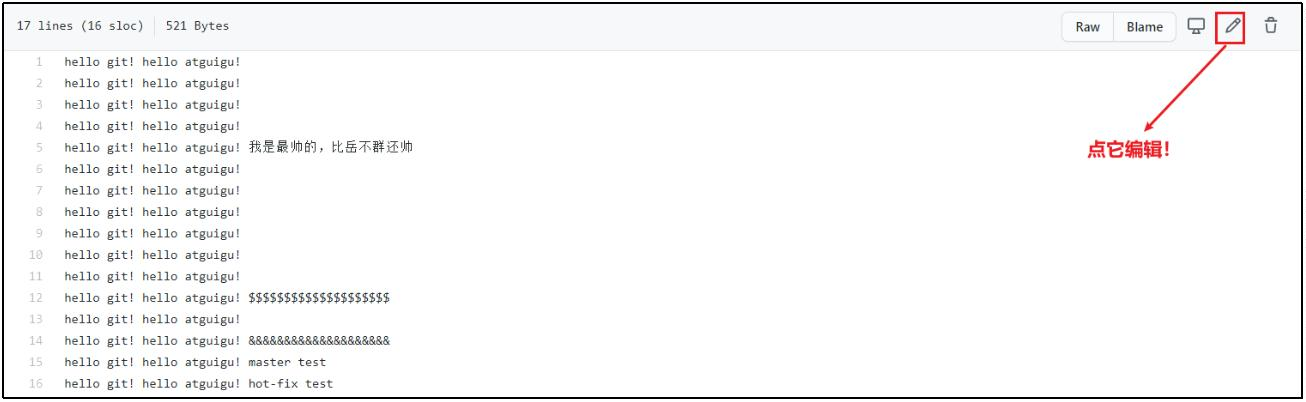 17 lines (16 sloc) 521 Bytes Raw Blame
1 hello git! hello atguigu!
2 hello git! hello atguigu!
3 hello git! hello atguigu!
4 hello git! hello atguigu!
5 hello git! hello atguigu! 我是最帅的，比岳不群还帅
点它编辑！
6 hello git! hello atguigu!
7 hello git! hello atguigu!
8 hello git! hello atguigu!
9 hello git! hello atguigu!
10 hello git! hello atguigu!
11 hello git! hello atguigu!
12 hello git! hello atguigu! $$$$$$$$$$$$$$$$$$$$
13 hello git! hello atguigu!
14 hello git! hello atguigu! &&&&&&&&&&&&&&&&&&&&
15 hello git! hello atguigu! master test
16 hello git! hello atguigu! hot-fix test